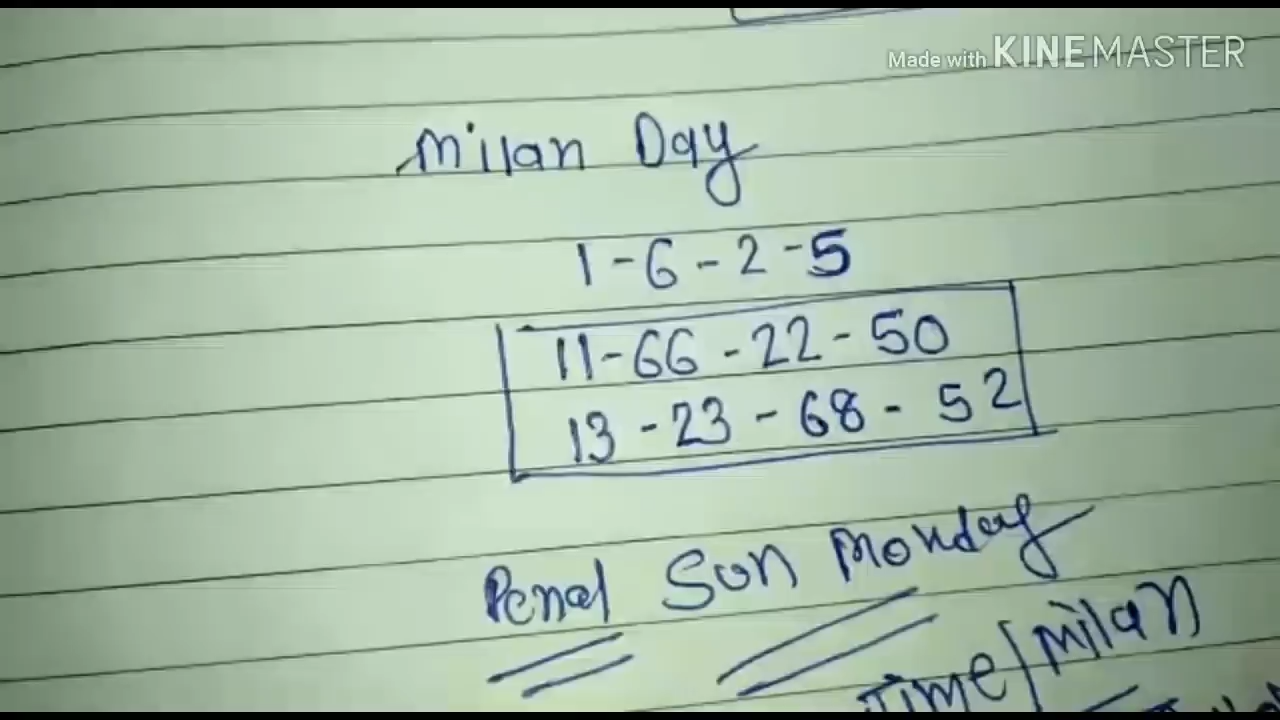 Made with KINEMASTER
Milan Day
1-6-2-5
11-66-22-50
13-23-68-52
Penal Son Monday
Time/Milan